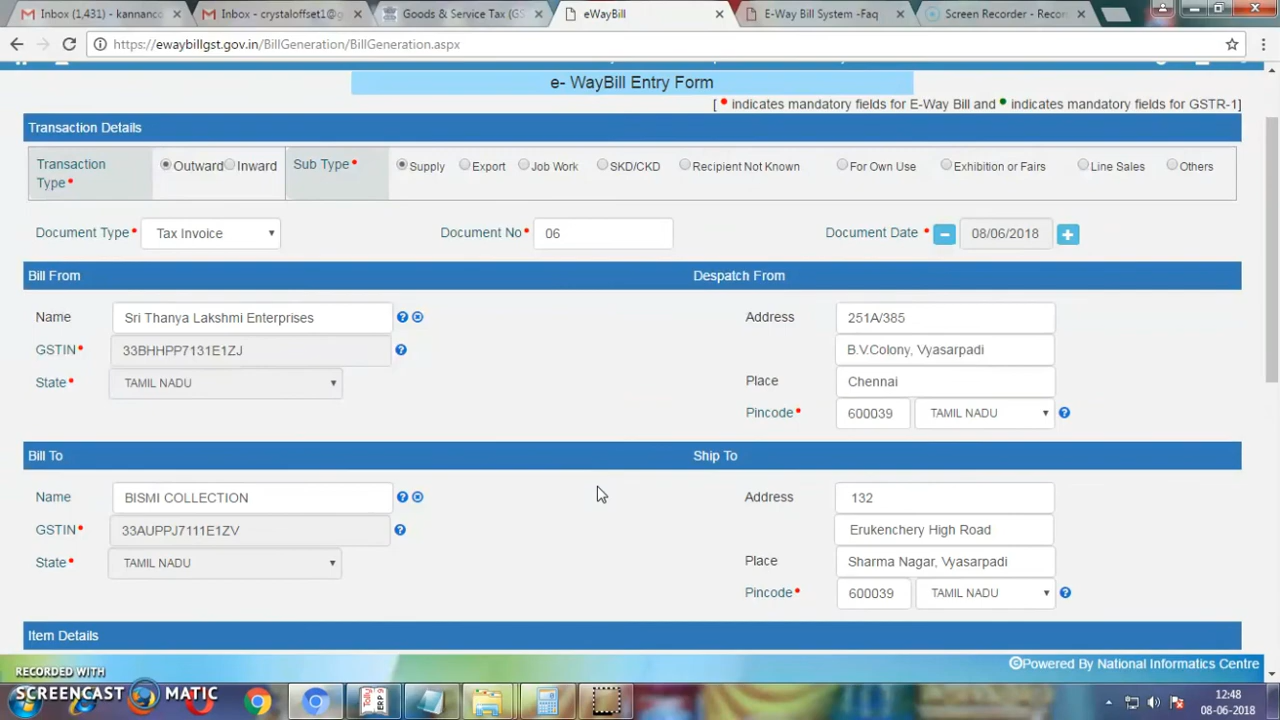 Inbox (1,431) - kannanco
Inbox - crystaloffset1@g
Goods & Service Tax (GS
eWayBill
E-Way Bill System -Faq
Screen Recorder - Recor
https://ewaybillgst.gov.in/BillGeneration/BillGeneration.aspx
e- WayBill Entry Form
[ • indicates mandatory fields for E-Way Bill and • indicates mandatory fields for GSTR-1]
Transaction Details
Transaction Type• Outward Inward Sub Type • Supply Export Job Work SKD/CKD Recipient Not Known For Own Use Exhibition or Fairs Line Sales Others
Document Type • Tax Invoice Document No • 06 Document Date • − 08/06/2018 +
Bill From Despatch From
Name Sri Thanya Lakshmi Enterprises Address 251A/385
GSTIN• 33BHHPP7131E1ZJ B.V.Colony, Vyasarpadi
State• TAMIL NADU Place Chennai
Pincode• 600039 TAMIL NADU
Bill To Ship To
Name BISMI COLLECTION Address 132
GSTIN• 33AUPPJ7111E1ZV Erukenchery High Road
State• TAMIL NADU Place Sharma Nagar, Vyasarpadi
Pincode• 600039 TAMIL NADU
Item Details
©Powered By National Informatics Centre
RECORDED WITH
SCREENCAST MATIC
Tally
ERP 9
12:48
08-06-2018